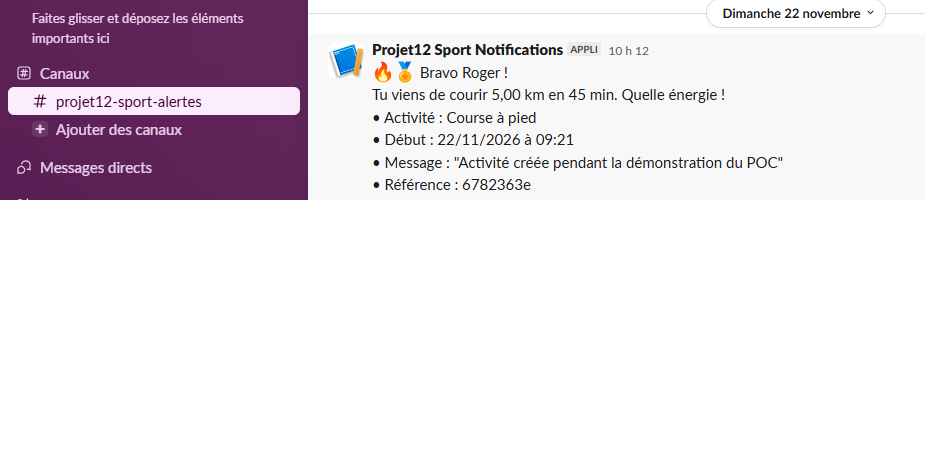 Faites glisser et déposez les éléments
importants ici
Canaux
# projet12-sport-alertes
+ Ajouter des canaux
Messages directs
Dimanche 22 novembre
Projet12 Sport Notifications APPLI 10 h 12
🔥🏅 Bravo Roger !
Tu viens de courir 5,00 km en 45 min. Quelle énergie !
• Activité : Course à pied
• Début : 22/11/2026 à 09:21
• Message : "Activité créée pendant la démonstration du POC"
• Référence : 6782363e